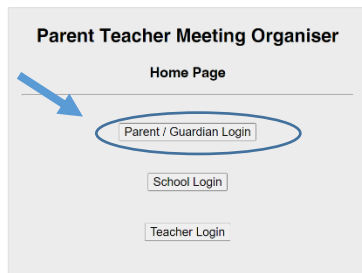 Parent Teacher Meeting Organiser
Home Page
Parent / Guardian Login
School Login
Teacher Login